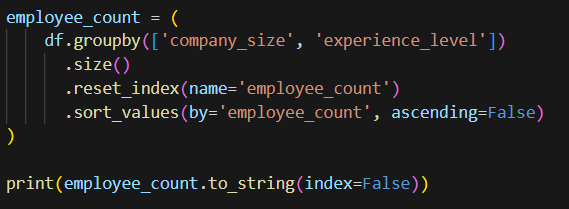 employee_count = (
    df.groupby(['company_size', 'experience_level'])
      .size()
      .reset_index(name='employee_count')
      .sort_values(by='employee_count', ascending=False)
)

print(employee_count.to_string(index=False))